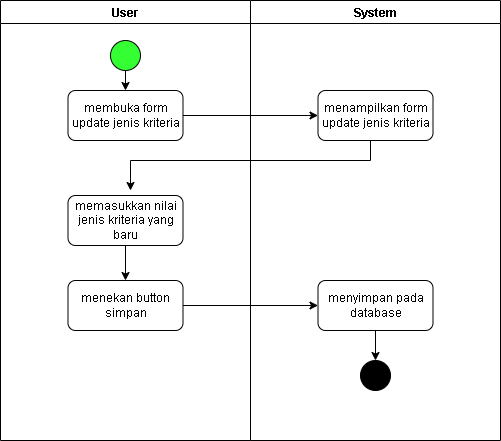 User
System
membuka form
update jenis kriteria
menampilkan form
update jenis kriteria
memasukkan nilai
jenis kriteria yang
baru
menekan button
simpan
menyimpan pada
database